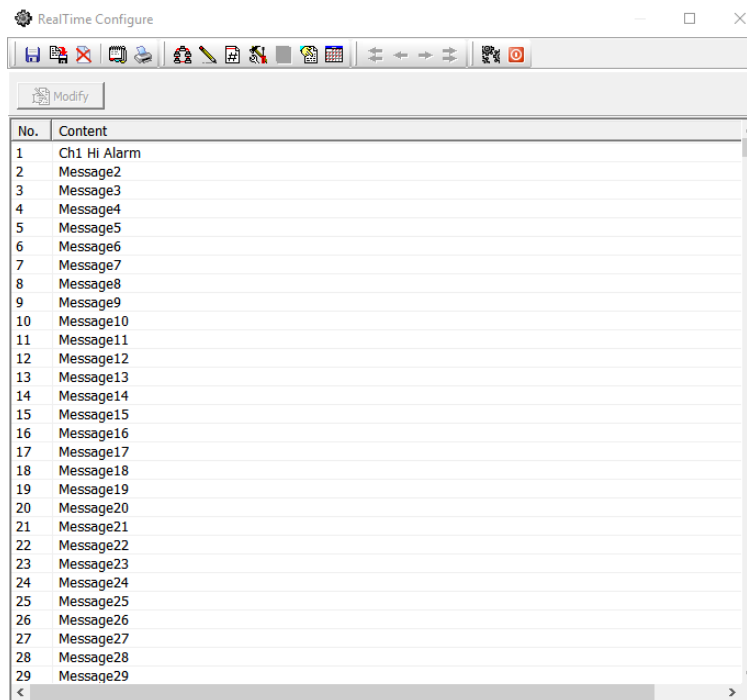 RealTime Configure
Modify
No. Content
1 Ch1 Hi Alarm
2 Message2
3 Message3
4 Message4
5 Message5
6 Message6
7 Message7
8 Message8
9 Message9
10 Message10
11 Message11
12 Message12
13 Message13
14 Message14
15 Message15
16 Message16
17 Message17
18 Message18
19 Message19
20 Message20
21 Message21
22 Message22
23 Message23
24 Message24
25 Message25
26 Message26
27 Message27
28 Message28
29 Message29